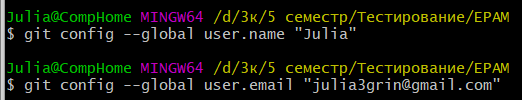 Julia@CompHome MINGW64 /d/3к/5 семестр/Тестирование/EPAM
$ git config --global user.name "Julia"
Julia@CompHome MINGW64 /d/3к/5 семестр/Тестирование/EPAM
$ git config --global user.email "julia3grin@gmail.com"